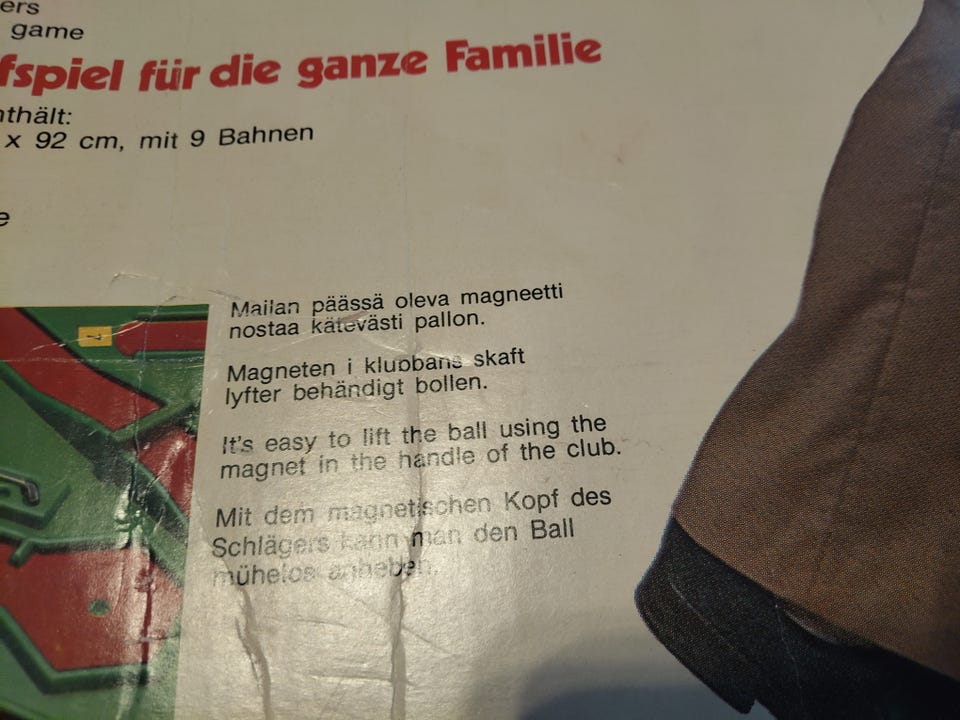 ers
game
fspiel für die ganze Familie
nthält:
x 92 cm, mit 9 Bahnen
e
7
Mailan päässä oleva magneetti
nostaa kätevästi pallon.
Magneten i klubbans skaft
lyfter behändigt bollen.
It's easy to lift the ball using the
magnet in the handle of the club.
Mit dem magnetischen Kopf des
Schlägers kann man den Ball
mühelos anheben.